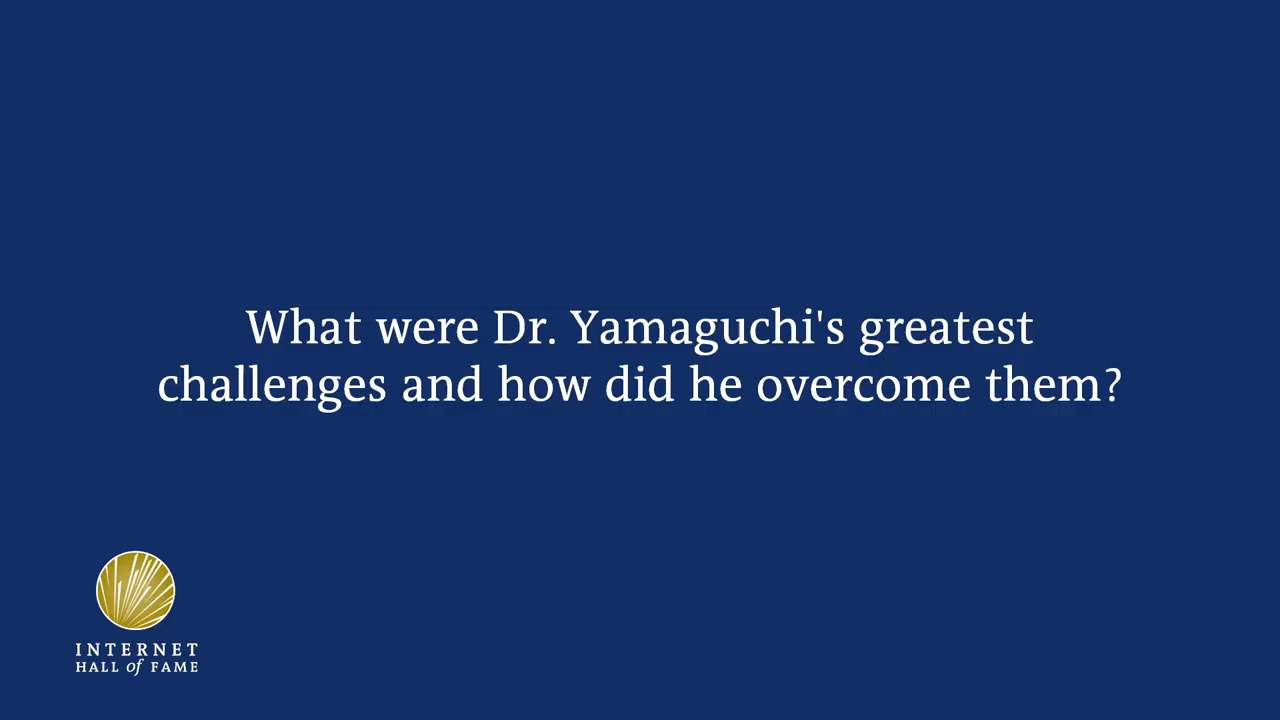 What were Dr. Yamaguchi's greatest
challenges and how did he overcome them?
INTERNET
HALL of FAME